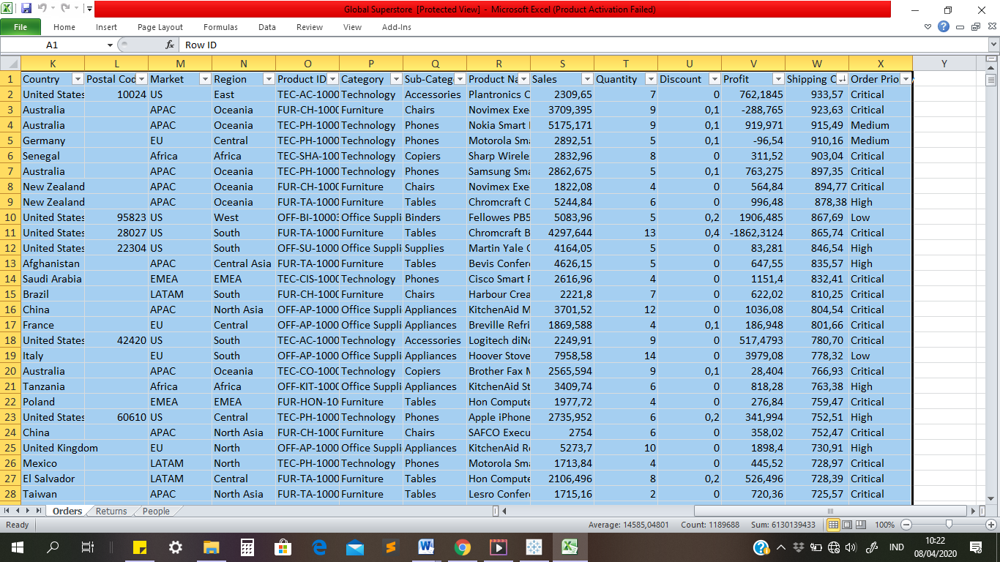 Global Superstore [Protected View] - Microsoft Excel (Product Activation Failed)
File Home Insert Page Layout Formulas Data Review View Add-Ins
A1 fx Row ID
K L M N O P Q R S T U V W X Y
1 Country Postal Cod Market Region Product ID Category Sub-Categ Product Na Sales Quantity Discount Profit Shipping C Order Prio
2 United States 10024 US East TEC-AC-1000 Technology Accessories Plantronics C 2309,65 7 0 762,1845 933,57 Critical
3 Australia APAC Oceania FUR-CH-1000 Furniture Chairs Novimex Exe 3709,395 9 0,1 -288,765 923,63 Critical
4 Australia APAC Oceania TEC-PH-1000 Technology Phones Nokia Smart 5175,171 9 0,1 919,971 915,49 Medium
5 Germany EU Central TEC-PH-1000 Technology Phones Motorola Sma 2892,51 5 0,1 -96,54 910,16 Medium
6 Senegal Africa Africa TEC-SHA-100 Technology Copiers Sharp Wirele 2832,96 8 0 311,52 903,04 Critical
7 Australia APAC Oceania TEC-PH-1000 Technology Phones Samsung Sma 2862,675 5 0,1 763,275 897,35 Critical
8 New Zealand APAC Oceania FUR-CH-1000 Furniture Chairs Novimex Exe 1822,08 4 0 564,84 894,77 Critical
9 New Zealand APAC Oceania FUR-TA-1000 Furniture Tables Chromcraft C 5244,84 6 0 996,48 878,38 High
10 United States 95823 US West OFF-BI-1000 Office Suppli Binders Fellowes PB5 5083,96 5 0,2 1906,485 867,69 Low
11 United States 28027 US South FUR-TA-1000 Furniture Tables Chromcraft B 4297,644 13 0,4 -1862,3124 865,74 Critical
12 United States 22304 US South OFF-SU-1000 Office Suppli Supplies Martin Yale C 4164,05 5 0 83,281 846,54 High
13 Afghanistan APAC Central Asia FUR-TA-1000 Furniture Tables Bevis Confer 4626,15 5 0 647,55 835,57 High
14 Saudi Arabia EMEA EMEA TEC-CIS-1000 Technology Phones Cisco Smart P 2616,96 4 0 1151,4 832,41 Critical
15 Brazil LATAM South FUR-CH-1000 Furniture Chairs Harbour Crea 2221,8 7 0 622,02 810,25 Critical
16 China APAC North Asia OFF-AP-1000 Office Suppli Appliances KitchenAid M 3701,52 12 0 1036,08 804,54 Critical
17 France EU Central OFF-AP-1000 Office Suppli Appliances Breville Refri 1869,588 4 0,1 186,948 801,66 Critical
18 United States 42420 US South TEC-AC-1000 Technology Accessories Logitech diNo 2249,91 9 0 517,4793 780,70 Critical
19 Italy EU South OFF-AP-1000 Office Suppli Appliances Hoover Stove 7958,58 14 0 3979,08 778,32 Low
20 Australia APAC Oceania TEC-CO-1000 Technology Copiers Brother Fax M 2565,594 9 0,1 28,404 766,93 Critical
21 Tanzania Africa Africa OFF-KIT-1000 Office Suppli Appliances KitchenAid St 3409,74 6 0 818,28 763,38 High
22 Poland EMEA EMEA FUR-HON-10 Furniture Tables Hon Compute 1977,72 4 0 276,84 759,47 Critical
23 United States 60610 US Central TEC-PH-1000 Technology Phones Apple iPhone 2735,952 6 0,2 341,994 752,51 High
24 China APAC North Asia FUR-CH-1000 Furniture Chairs SAFCO Execu 2754 6 0 358,02 752,47 Critical
25 United Kingdom EU North OFF-AP-1000 Office Suppli Appliances KitchenAid R 5273,7 10 0 1898,4 730,91 High
26 Mexico LATAM North TEC-PH-1000 Technology Phones Motorola Sma 1713,84 4 0 445,52 728,97 Critical
27 El Salvador LATAM Central FUR-TA-1000 Furniture Tables Hon Compute 2106,496 8 0,2 526,496 728,39 Critical
28 Taiwan APAC North Asia FUR-TA-1000 Furniture Tables Lesro Confer 1715,16 2 0 720,36 725,57 Critical
Orders Returns People
Ready Average: 14585,04801 Count: 1189688 Sum: 6130139433 100%
IND 10:22
08/04/2020